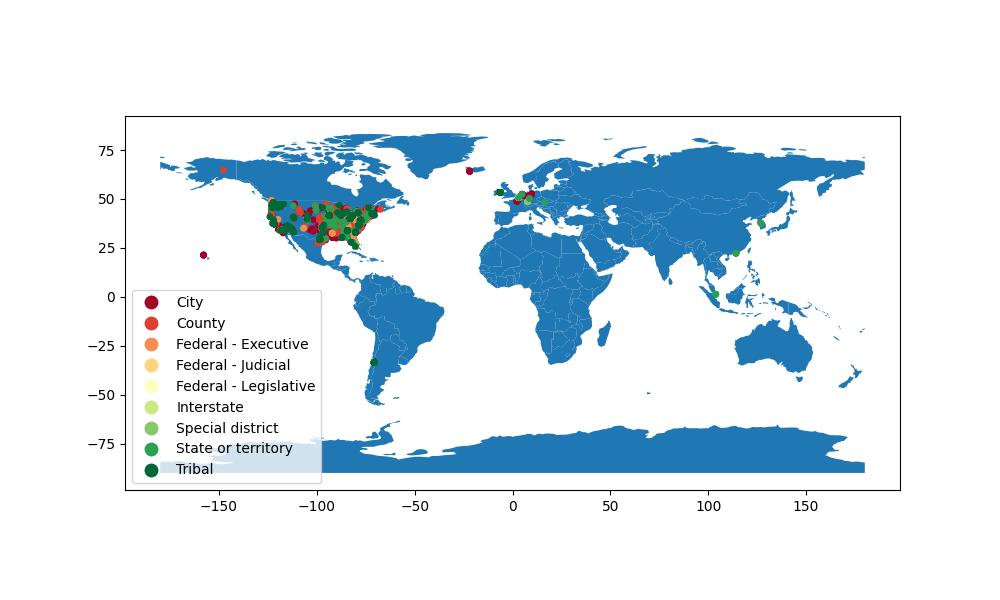 75
50
25
0
−25
−50
−75
City
County
Federal - Executive
Federal - Judicial
Federal - Legislative
Interstate
Special district
State or territory
Tribal
−150 −100 −50 0 50 100 150